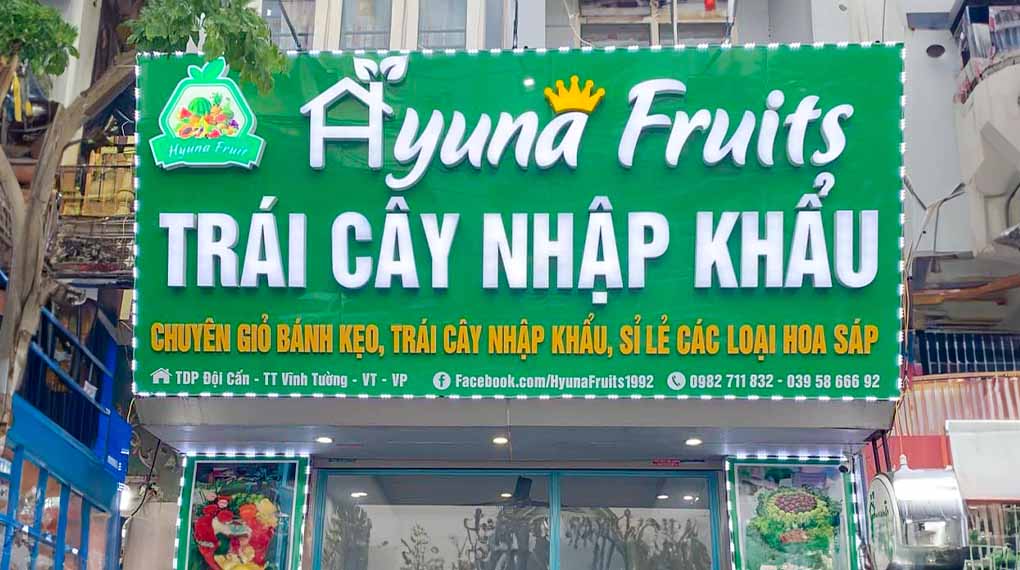 Hyuna Fruit
Hyuna Fruits
TRÁI CÂY NHẬP KHẨU
CHUYÊN GIỎ BÁNH KẸO, TRÁI CÂY NHẬP KHẨU, SỈ LẺ CÁC LOẠI HOA SÁP
TDP Đội Cấn - TT Vĩnh Tường - VT - VP Facebook.com/HyunaFruits1992 0982 711 832 - 039 58 666 92